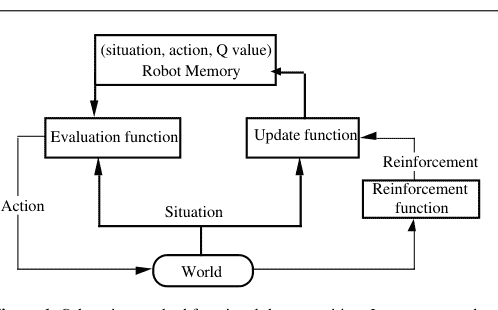 (situation, action, Q value)
Robot Memory
Evaluation function
Update function
Reinforcement
Reinforcement
function
Action
Situation
World